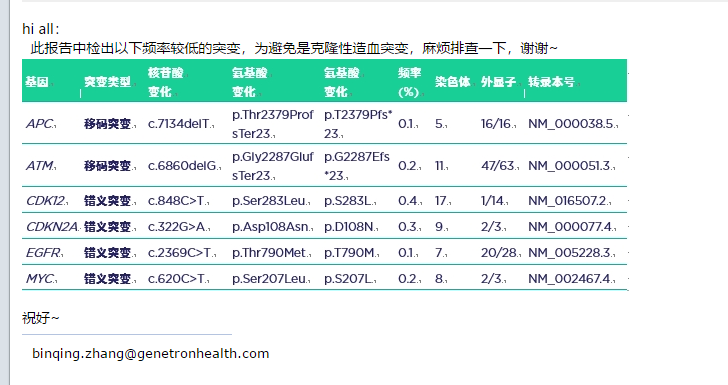 hi all：
此报告中检出以下频率较低的突变，为避免是克隆性造血突变，麻烦排查一下，谢谢~
基因 突变类型 核苷酸变化 氨基酸变化 氨基酸变化 频率(%) 染色体 外显子 转录本号
APC 移码突变 c.7134delT p.Thr2379ProfsTer23 p.T2379Pfs*23 0.1 5 16/16 NM_000038.5
ATM 移码突变 c.6860delG p.Gly2287GlufsTer23 p.G2287Efs*23 0.2 11 47/63 NM_000051.3
CDK12 错义突变 c.848C>T p.Ser283Leu p.S283L 0.4 17 1/14 NM_016507.2
CDKN2A 错义突变 c.322G>A p.Asp108Asn p.D108N 0.3 9 2/3 NM_000077.4
EGFR 错义突变 c.2369C>T p.Thr790Met p.T790M 0.1 7 20/28 NM_005228.3
MYC 错义突变 c.620C>T p.Ser207Leu p.S207L 0.2 8 2/3 NM_002467.4
祝好~
binqing.zhang@genetronhealth.com